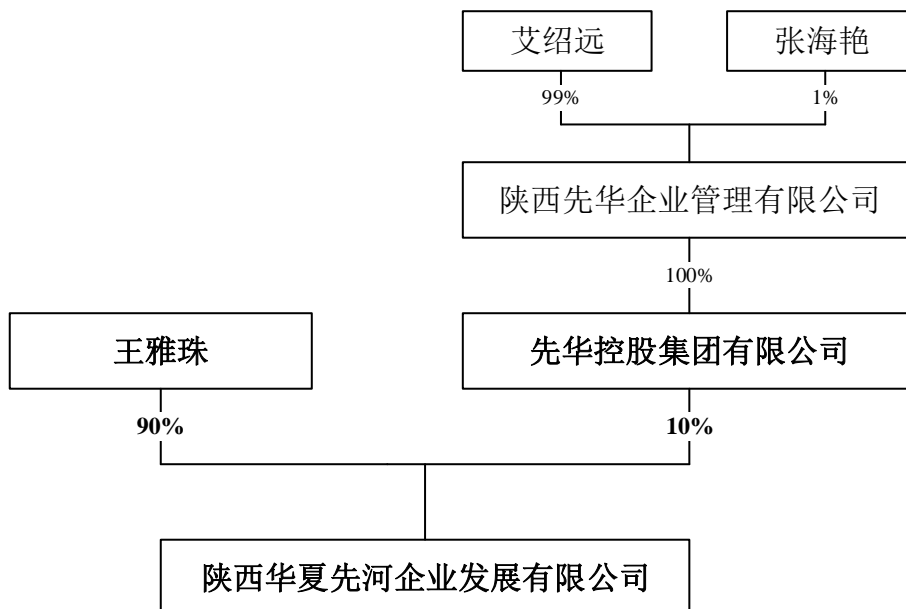 艾绍远
张海艳
99%
1%
陕西先华企业管理有限公司
100%
王雅珠
先华控股集团有限公司
90%
10%
陕西华夏先河企业发展有限公司